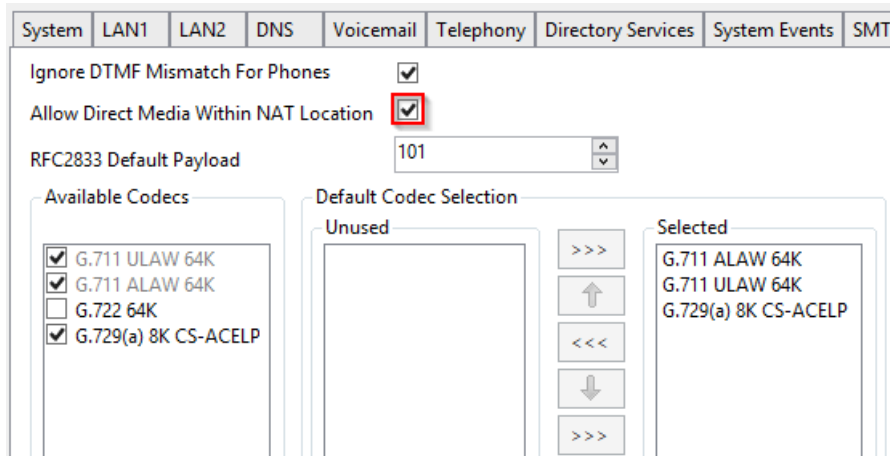 System LAN1 LAN2 DNS Voicemail Telephony Directory Services System Events SMT
Ignore DTMF Mismatch For Phones
Allow Direct Media Within NAT Location
RFC2833 Default Payload 101
Available Codecs
G.711 ULAW 64K
G.711 ALAW 64K
G.722 64K
G.729(a) 8K CS-ACELP
Default Codec Selection
Unused
>>>
<<<
>>>
Selected
G.711 ALAW 64K
G.711 ULAW 64K
G.729(a) 8K CS-ACELP